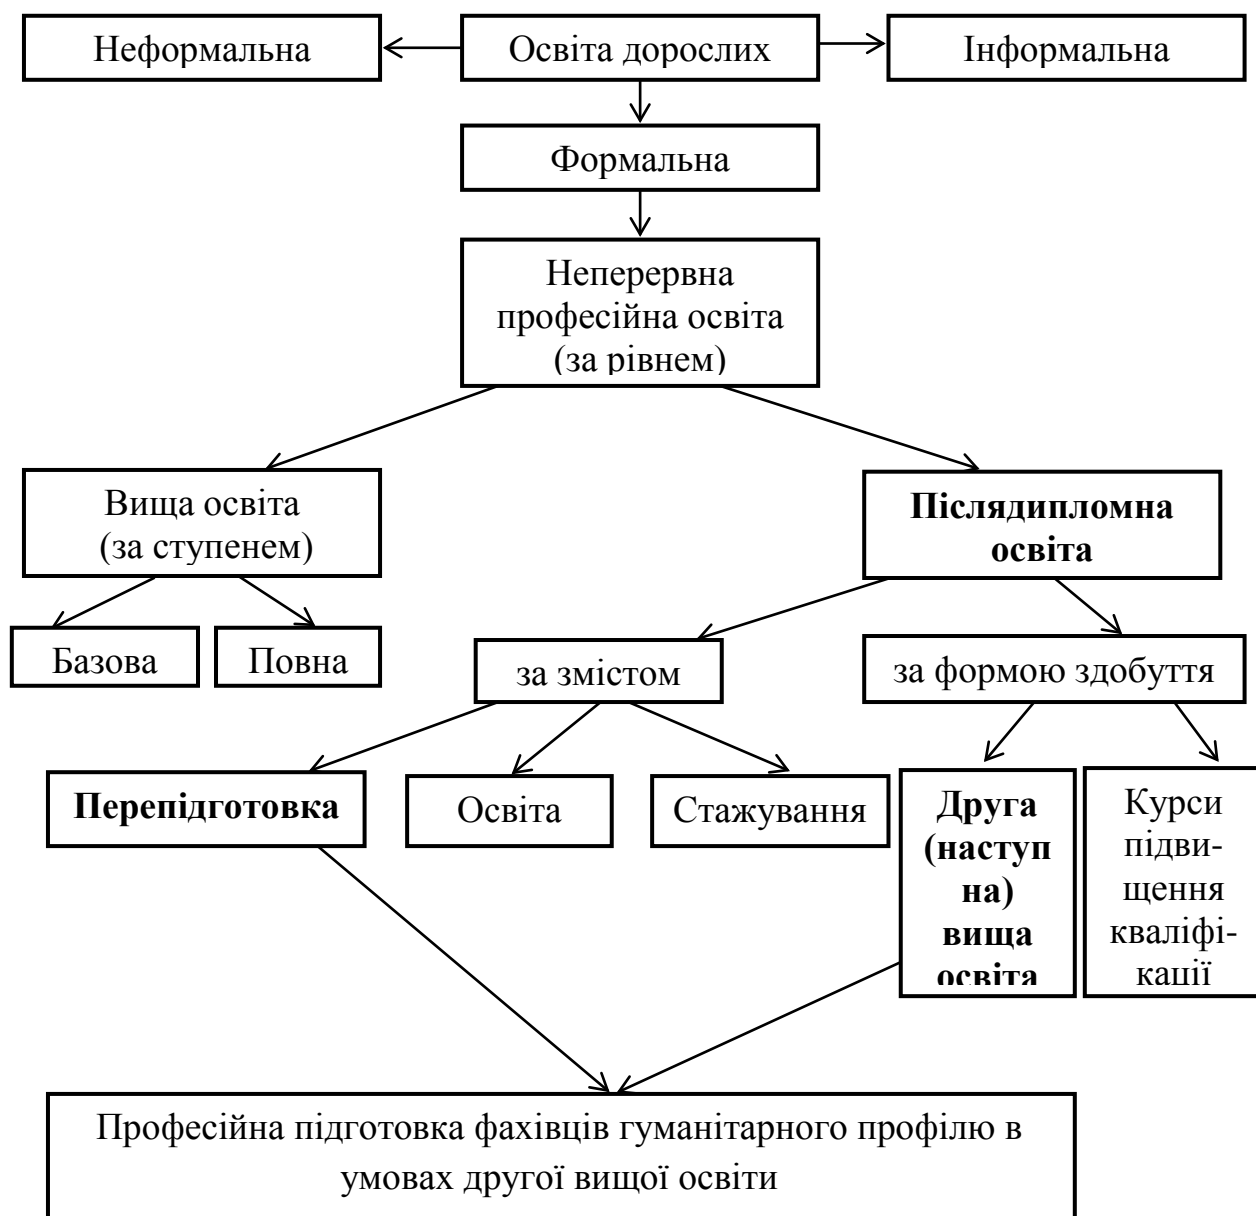 Неформальна
Освіта дорослих
Інформальна
Формальна
Неперервна
професійна освіта
(за рівнем)
Вища освіта
(за ступенем)
Післядипломна
освіта
Базова
Повна
за змістом
за формою здобуття
Перепідготовка
Освіта
Стажування
Друга
(наступ
на)
вища
освіта
Курси
підви-
щення
кваліфі-
кації
Професійна підготовка фахівців гуманітарного профілю в
умовах другої вищої освіти